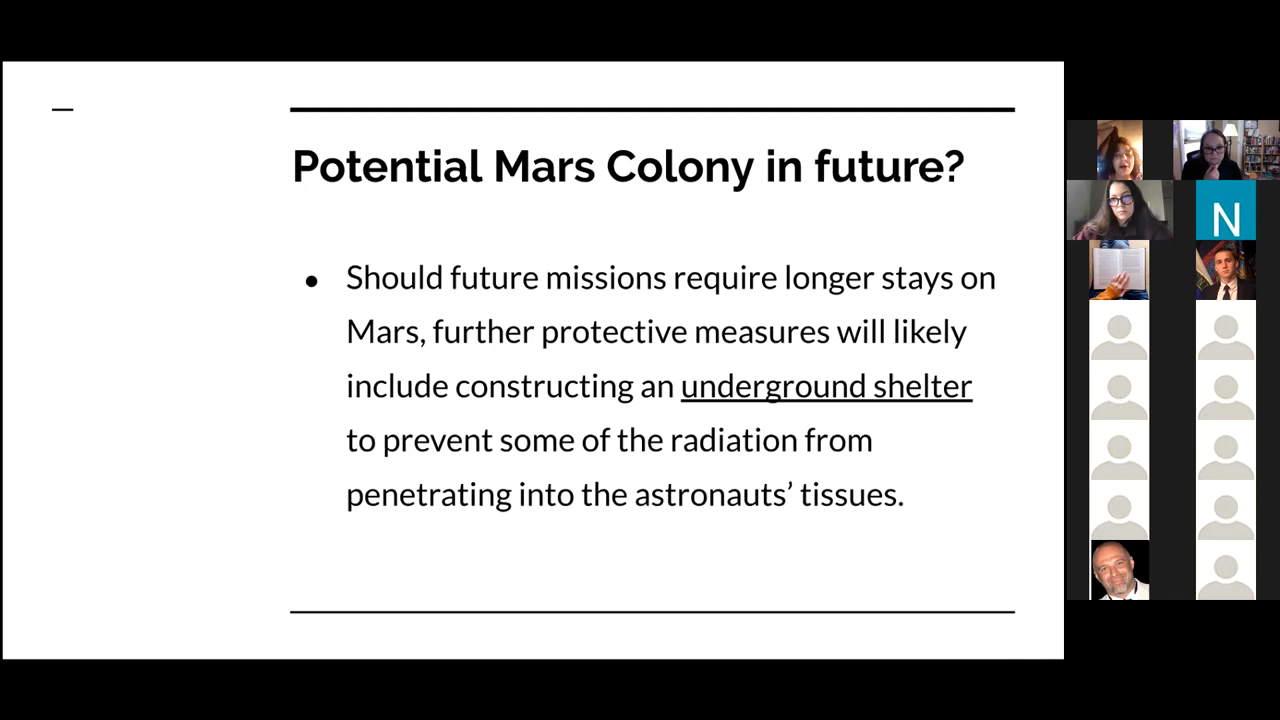 Potential Mars Colony in future?
● Should future missions require longer stays on
Mars, further protective measures will likely
include constructing an underground shelter
to prevent some of the radiation from
penetrating into the astronauts’ tissues.
N